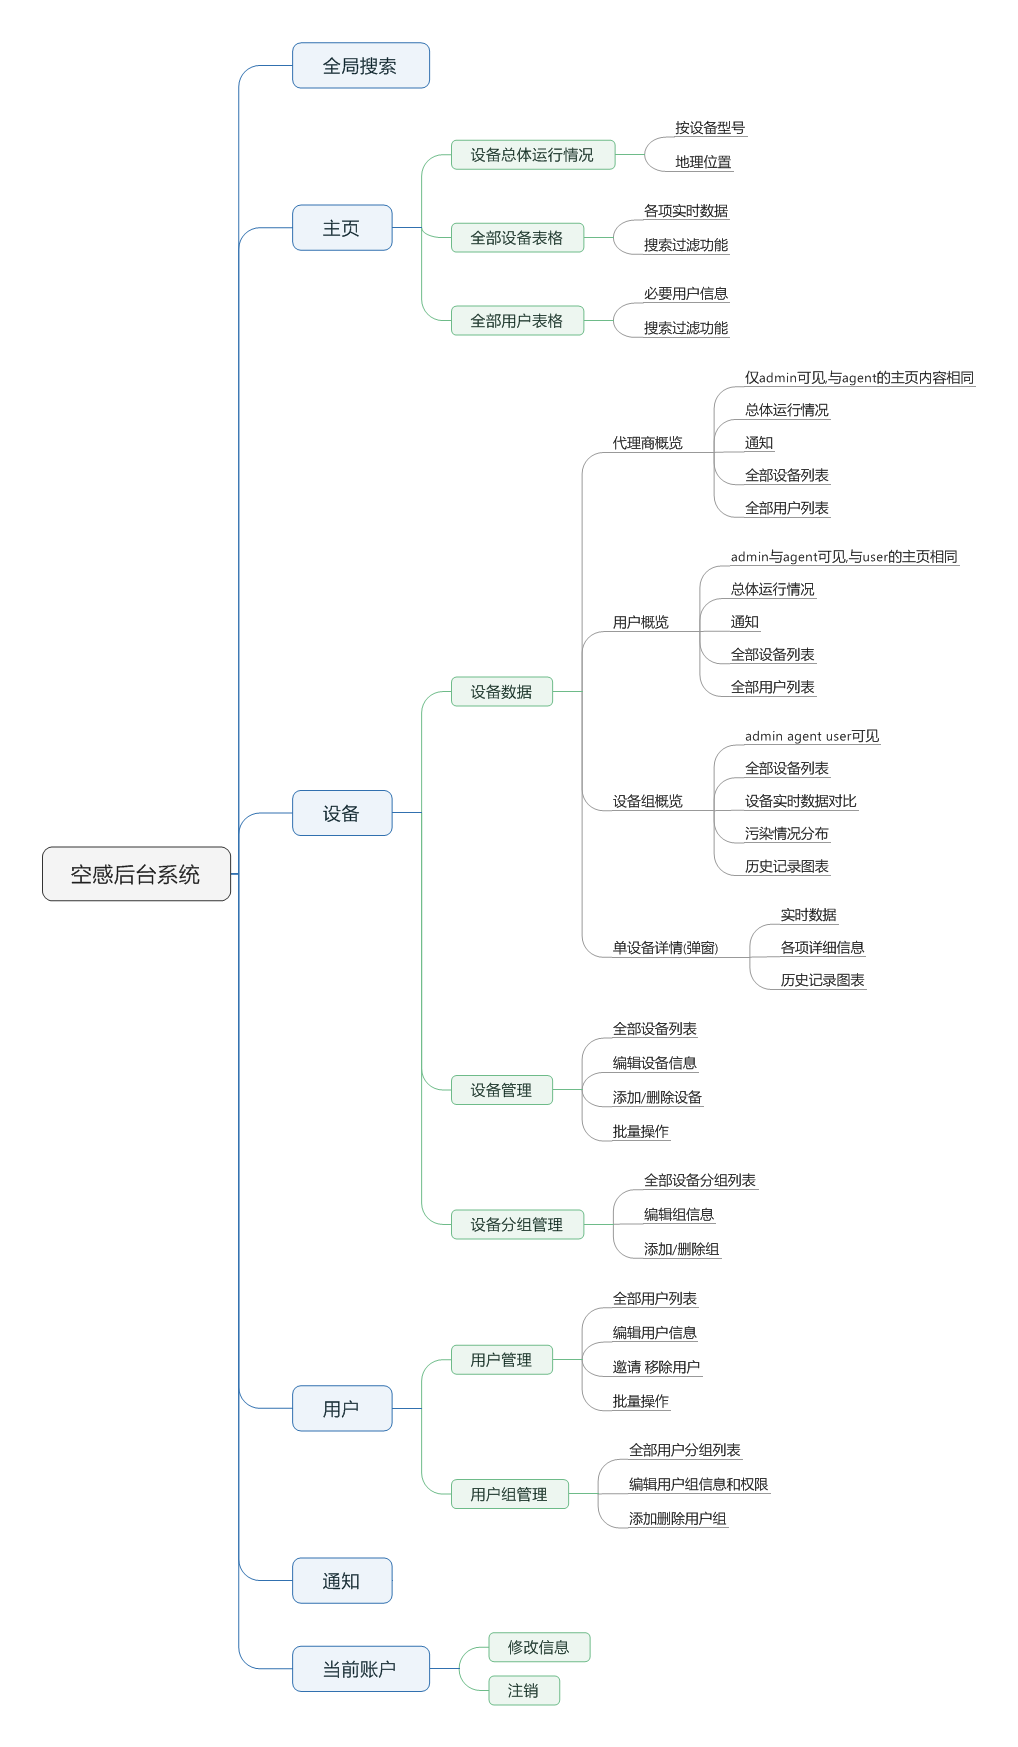 空感后台系统
全局搜索
主页
设备总体运行情况
按设备型号
地理位置
全部设备表格
各项实时数据
搜索过滤功能
全部用户表格
必要用户信息
搜索过滤功能
设备
设备数据
代理商概览
仅admin可见,与agent的主页内容相同
总体运行情况
通知
全部设备列表
全部用户列表
用户概览
admin与agent可见,与user的主页相同
总体运行情况
通知
全部设备列表
全部用户列表
设备组概览
admin agent user可见
全部设备列表
设备实时数据对比
污染情况分布
历史记录图表
单设备详情(弹窗)
实时数据
各项详细信息
历史记录图表
设备管理
全部设备列表
编辑设备信息
添加/删除设备
批量操作
设备分组管理
全部设备分组列表
编辑组信息
添加/删除组
用户
用户管理
全部用户列表
编辑用户信息
邀请 移除用户
批量操作
用户组管理
全部用户分组列表
编辑用户组信息和权限
添加删除用户组
通知
当前账户
修改信息
注销